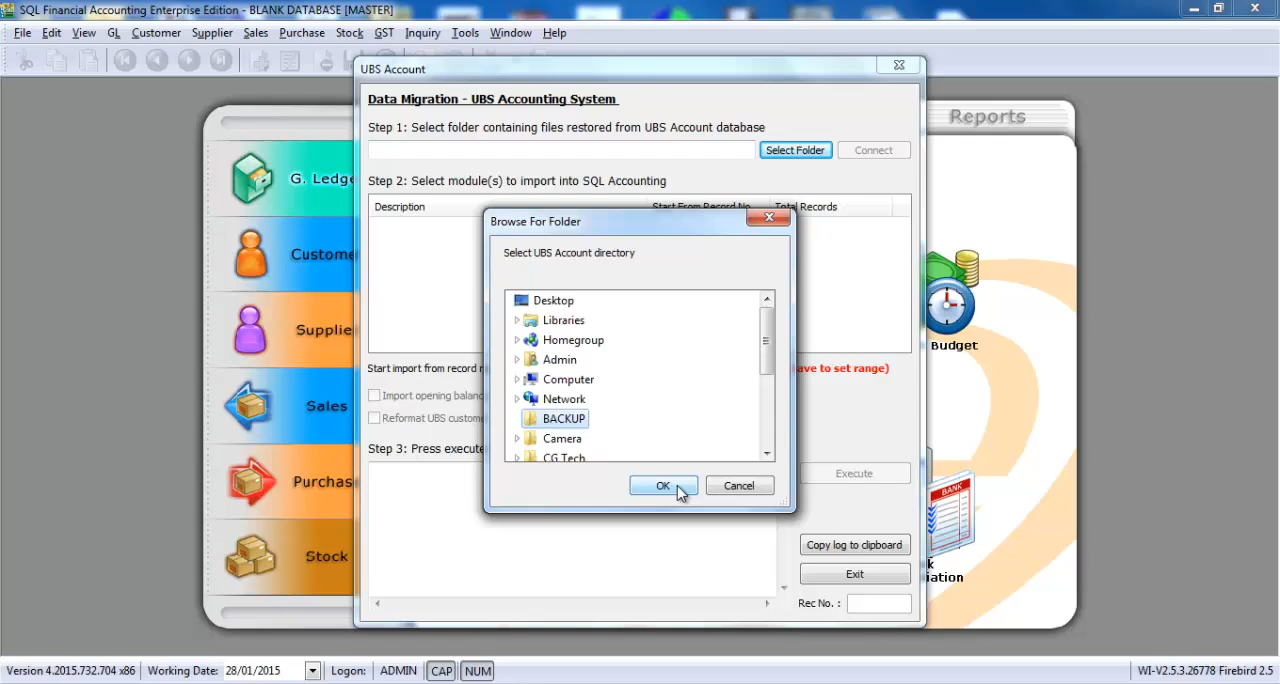 SQL Financial Accounting Enterprise Edition - BLANK DATABASE [MASTER]
File Edit View GL Customer Supplier Sales Purchase Stock GST Inquiry Tools Window Help
UBS Account
Data Migration - UBS Accounting System
Step 1: Select folder containing files restored from UBS Account database
Select Folder Connect
Step 2: Select module(s) to import into SQL Accounting
Description Start From Record No. Total Records
Browse For Folder
Select UBS Account directory
Desktop
Libraries
Homegroup
Admin
Computer
Network
BACKUP
Camera
CG Tech
OK Cancel
Start import from record ave to set range)
Import opening balan
Reformat UBS custome
Step 3: Press execute
Execute
Copy log to clipboard
Exit
Rec No. :
G. Ledge
Custome
Supplie
Sales
Purchas
Stock
Reports
Budget
BANK
k
iation
Version 4.2015.732.704 x86 Working Date: 28/01/2015 Logon: ADMIN CAP NUM WI-V2.5.3.26778 Firebird 2.5